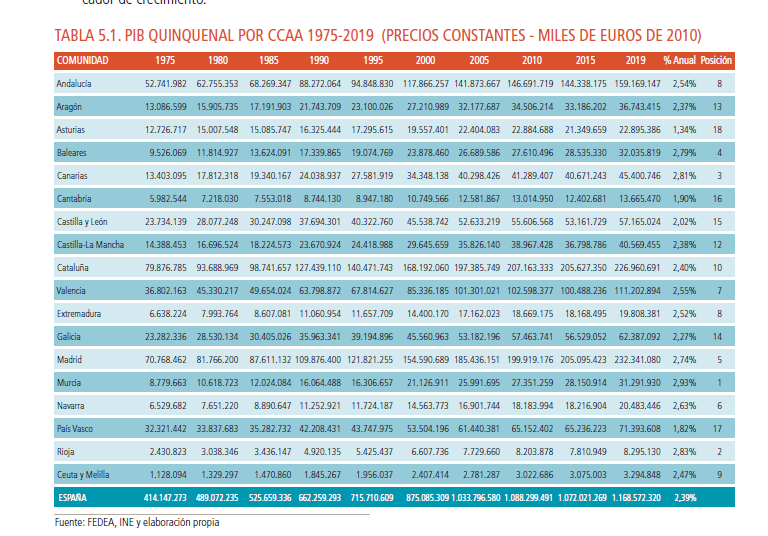 cador de crecimiento.
TABLA 5.1. PIB QUINQUENAL POR CCAA 1975-2019 (PRECIOS CONSTANTES - MILES DE EUROS DE 2010)
COMUNIDAD 1975 1980 1985 1990 1995 2000 2005 2010 2015 2019 % Anual Posición
Andalucía 52.741.982 62.755.353 68.269.347 88.272.064 94.848.830 117.866.257 141.873.667 146.691.719 144.338.175 159.169.147 2,54% 8
Aragón 13.086.599 15.905.735 17.191.903 21.743.709 23.100.026 27.210.989 32.177.687 34.506.214 33.186.202 36.743.415 2,37% 13
Asturias 12.726.717 15.007.548 15.085.747 16.325.444 17.295.615 19.557.401 22.404.083 22.884.688 21.349.659 22.895.386 1,34% 18
Baleares 9.526.069 11.814.927 13.624.091 17.339.865 19.074.769 23.878.460 26.689.586 27.610.496 28.535.330 32.035.819 2,79% 4
Canarias 13.403.095 17.812.318 19.340.167 24.038.937 27.581.919 34.348.138 40.298.426 41.289.407 40.671.243 45.400.746 2,81% 3
Cantabria 5.982.544 7.218.030 7.553.018 8.744.130 8.947.180 10.749.566 12.581.867 13.014.950 12.402.681 13.665.470 1,90% 16
Castilla y León 23.734.139 28.077.248 30.247.098 37.694.301 40.322.760 45.538.742 52.633.219 55.606.568 53.161.729 57.165.024 2,02% 15
Castilla-La Mancha 14.388.453 16.696.524 18.224.573 23.670.924 24.418.988 29.645.659 35.826.140 38.967.428 36.798.786 40.569.455 2,38% 12
Cataluña 79.876.785 93.688.969 98.741.657 127.439.110 140.471.743 168.192.060 197.385.749 207.163.333 205.627.350 226.960.691 2,40% 10
Valencia 36.802.163 45.330.217 49.654.024 63.798.872 67.814.627 85.336.185 101.301.021 102.598.377 100.488.236 111.202.894 2,55% 7
Extremadura 6.638.224 7.993.764 8.607.081 11.060.954 11.657.709 14.400.170 17.162.023 18.669.175 18.168.495 19.808.381 2,52% 8
Galicia 23.282.336 28.530.134 30.405.026 35.963.341 39.194.896 45.560.963 53.182.196 57.463.741 56.529.052 62.387.092 2,27% 14
Madrid 70.768.462 81.766.200 87.611.132 109.876.400 121.821.255 154.590.689 185.436.151 199.919.176 205.095.423 232.341.080 2,74% 5
Murcia 8.779.663 10.618.723 12.024.084 16.064.488 16.306.657 21.126.911 25.991.695 27.351.259 28.150.914 31.291.930 2,93% 1
Navarra 6.529.682 7.651.220 8.890.647 11.252.921 11.724.187 14.563.773 16.901.744 18.183.994 18.216.904 20.483.446 2,63% 6
País Vasco 32.321.442 33.837.683 35.282.732 42.208.431 43.747.975 53.504.196 61.440.381 65.152.402 65.236.223 71.393.608 1,82% 17
Rioja 2.430.823 3.038.346 3.436.147 4.920.135 5.425.437 6.607.736 7.729.660 8.203.878 7.810.949 8.295.130 2,83% 2
Ceuta y Melilla 1.128.094 1.329.297 1.470.860 1.845.267 1.956.037 2.407.414 2.781.287 3.022.686 3.075.003 3.294.848 2,47% 9
ESPAÑA 414.147.273 489.072.235 525.659.336 662.259.293 715.710.609 875.085.309 1.033.796.580 1.088.299.491 1.072.021.269 1.168.572.320 2,39%
Fuente: FEDEA, INE y elaboración propia